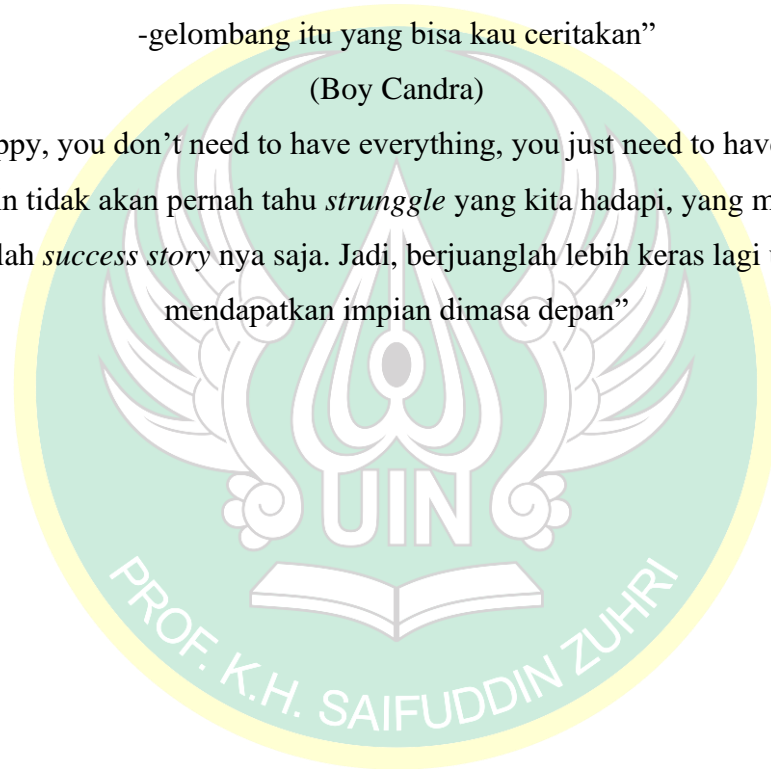 -gelombang itu yang bisa kau ceritakan”
(Boy Candra)
you don’t need to have everything, you just need to have
tidak akan pernah tahu strunggle yang kita hadapi, yang
success story nya saja. Jadi, berjuanglah lebih keras lagi
mendapatkan impian dimasa depan”
UIN
PROF. K.H. SAIFUDDIN ZUHRI